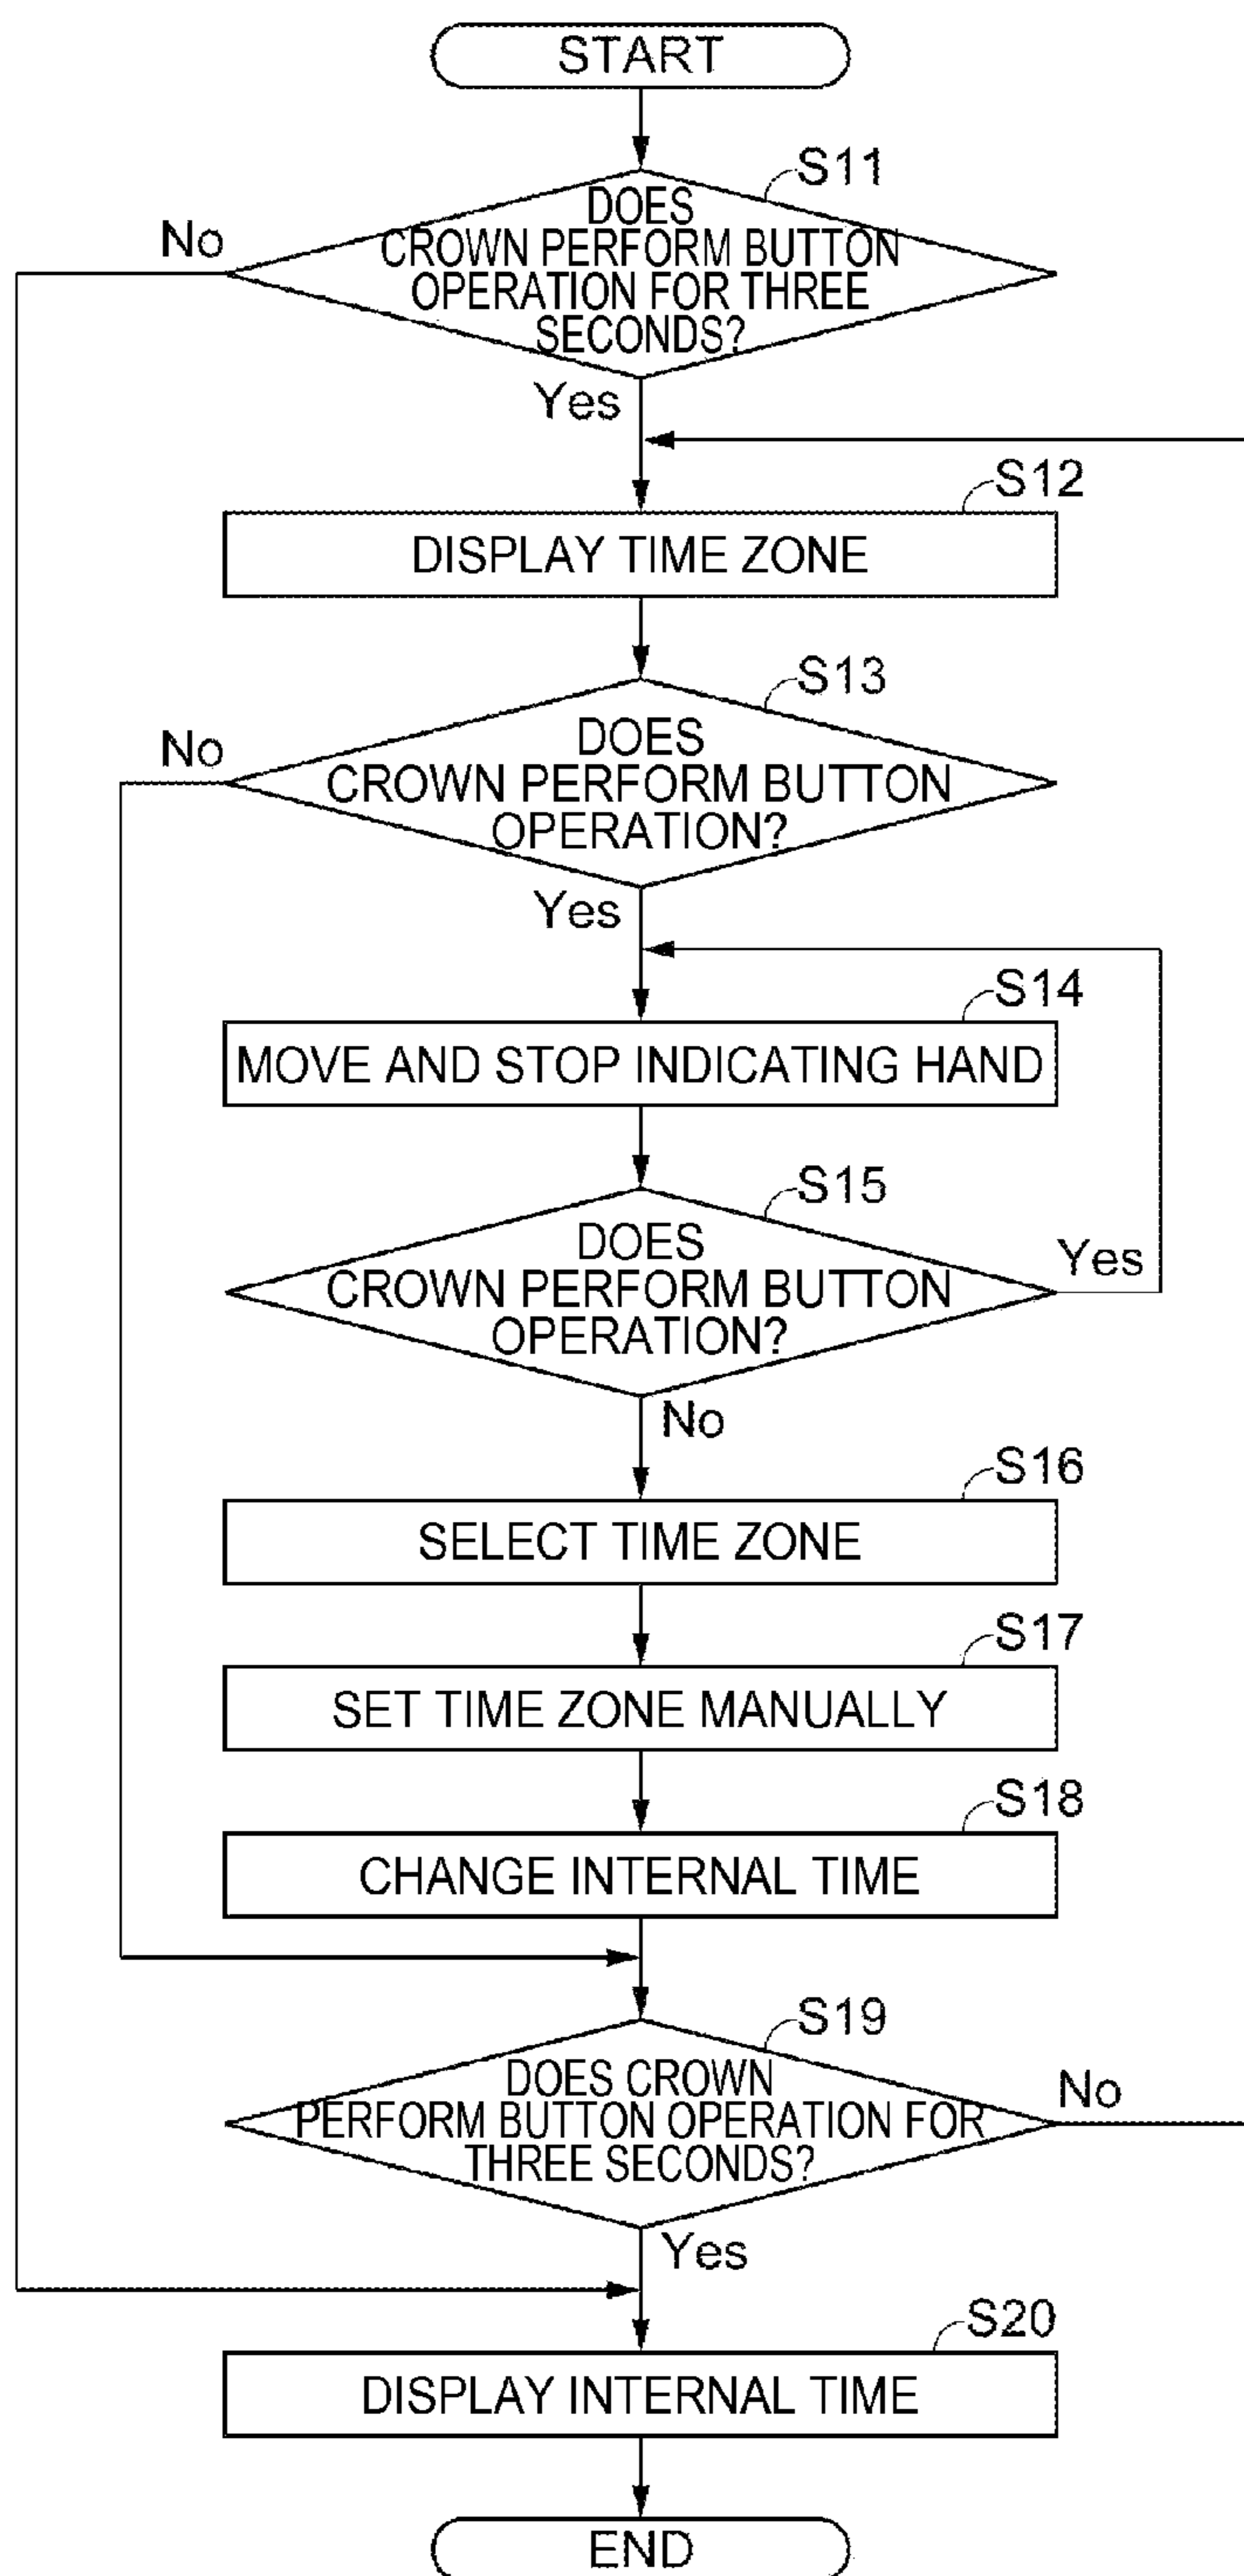 START
S11
No
DOES
CROWN PERFORM BUTTON
OPERATION FOR THREE
SECONDS?
Yes
S12
DISPLAY TIME ZONE
S13
No
DOES
CROWN PERFORM BUTTON
OPERATION?
Yes
S14
MOVE AND STOP INDICATING HAND
S15
DOES
CROWN PERFORM BUTTON
OPERATION?
Yes
No
S16
SELECT TIME ZONE
S17
SET TIME ZONE MANUALLY
S18
CHANGE INTERNAL TIME
S19
DOES CROWN
PERFORM BUTTON OPERATION FOR
THREE SECONDS?
No
Yes
S20
DISPLAY INTERNAL TIME
END